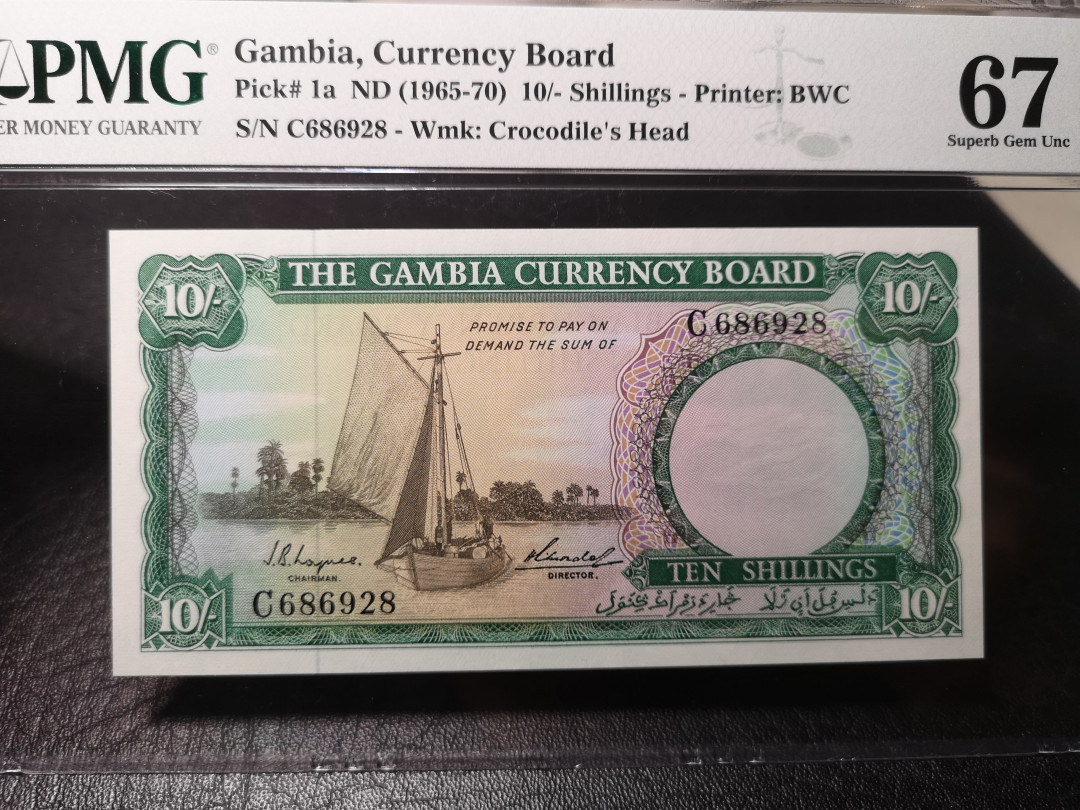 PMG®
ER MONEY GUARANTY
Gambia, Currency Board
Pick# 1a ND (1965-70) 10/- Shillings - Printer: BWC
S/N C686928 - Wmk: Crocodile's Head
67
Superb Gem Unc
10/-
THE GAMBIA CURRENCY BOARD
10/-
PROMISE TO PAY ON
DEMAND THE SUM OF
C686928
CHAIRMAN.
DIRECTOR.
TEN SHILLINGS
10/-
C686928
10/-